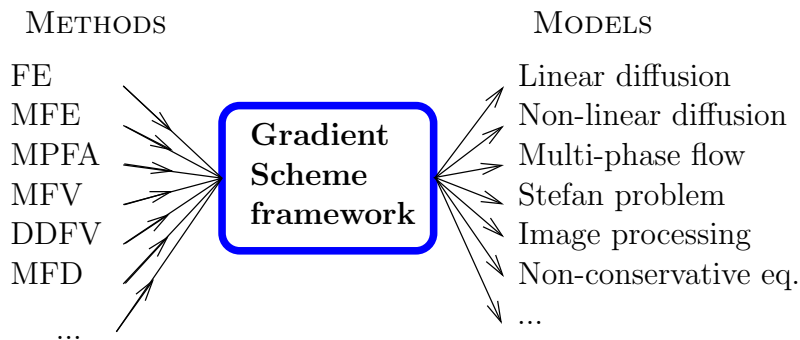 METHODS
FE
MFE
MPFA
MFV
DDFV
MFD
...
Gradient
Scheme
framework
MODELS
Linear diffusion
Non-linear diffusion
Multi-phase flow
Stefan problem
Image processing
Non-conservative eq.
...